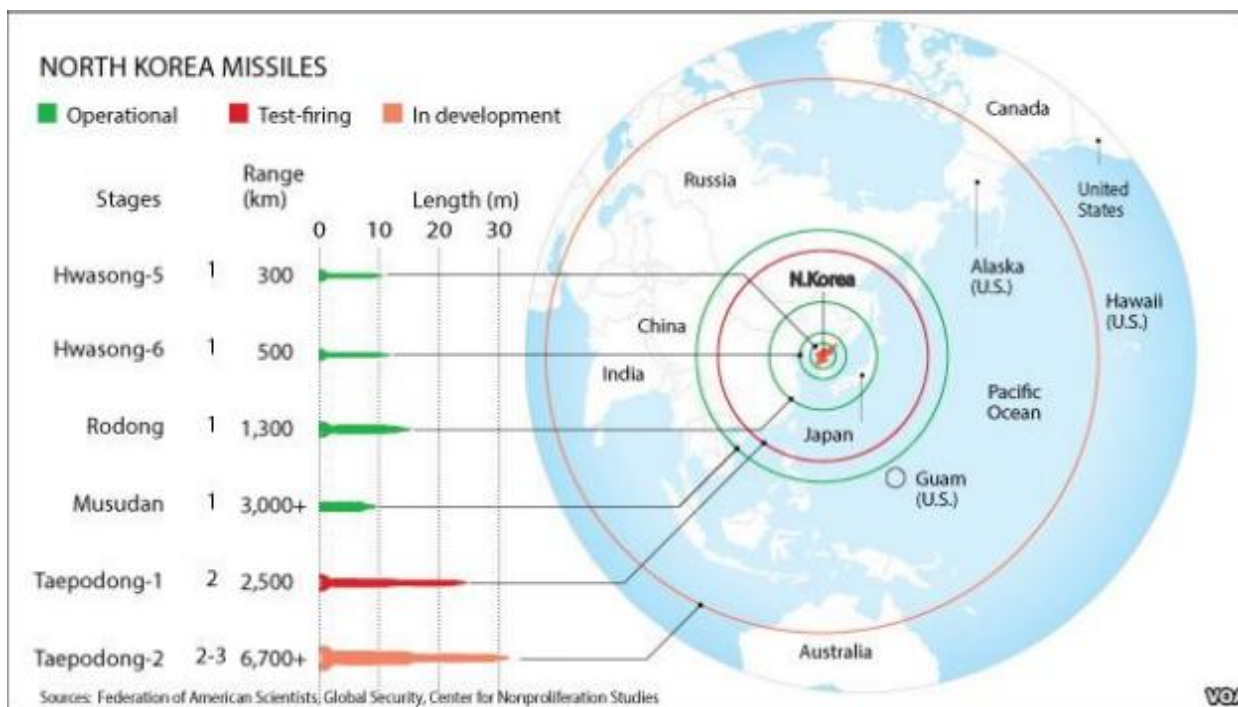 NORTH KOREA MISSILES
Operational Test-firing In development
Stages Range (km) Length (m)
0 10 20 30
Hwasong-5 1 300
Hwasong-6 1 500
Rodong 1 1,300
Musudan 1 3,000+
Taepodong-1 2 2,500
Taepodong-2 2-3 6,700+
Canada
Russia
United
States
Alaska
(U.S.)
Hawaii
(U.S.)
N.Korea
China
India
Pacific
Ocean
Japan
Guam
(U.S.)
Australia
Sources: Federation of American Scientists, Global Security, Center for Nonproliferation Studies
VOA